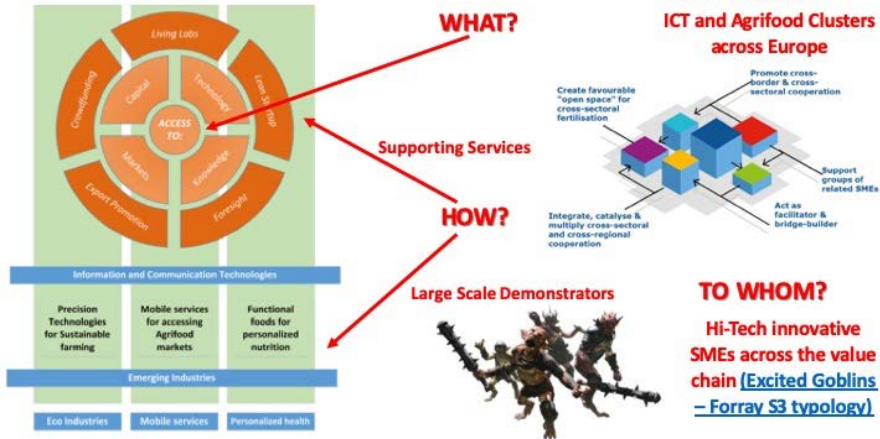 Living Labs
Crowdfunding
Lean Startup
Capital
Technology
ACCESS
TO:
Markets
Knowledge
Export Promotion
Foresight
Information and Communication Technologies
Precision
Technologies
for Sustainable
farming
Mobile services
for accessing
Agrifood
markets
Functional
foods for
personalized
nutrition
Emerging Industries
Eco Industries
Mobile services
Personalized health
WHAT?
Supporting Services
HOW?
Large Scale Demonstrators
ICT and Agrifood Clusters
across Europe
Promote cross-
border & cross-
sectoral cooperation
Create favourable
"open space" for
cross-sectoral
fertilisation
Support
groups of
related SMEs
Act as
facilitator &
bridge-builder
Integrate, catalyse &
multiply cross-sectoral
and cross-regional
cooperation
TO WHOM?
Hi-Tech innovative
SMEs across the value
chain (Excited Goblins
– Forray S3 typology)